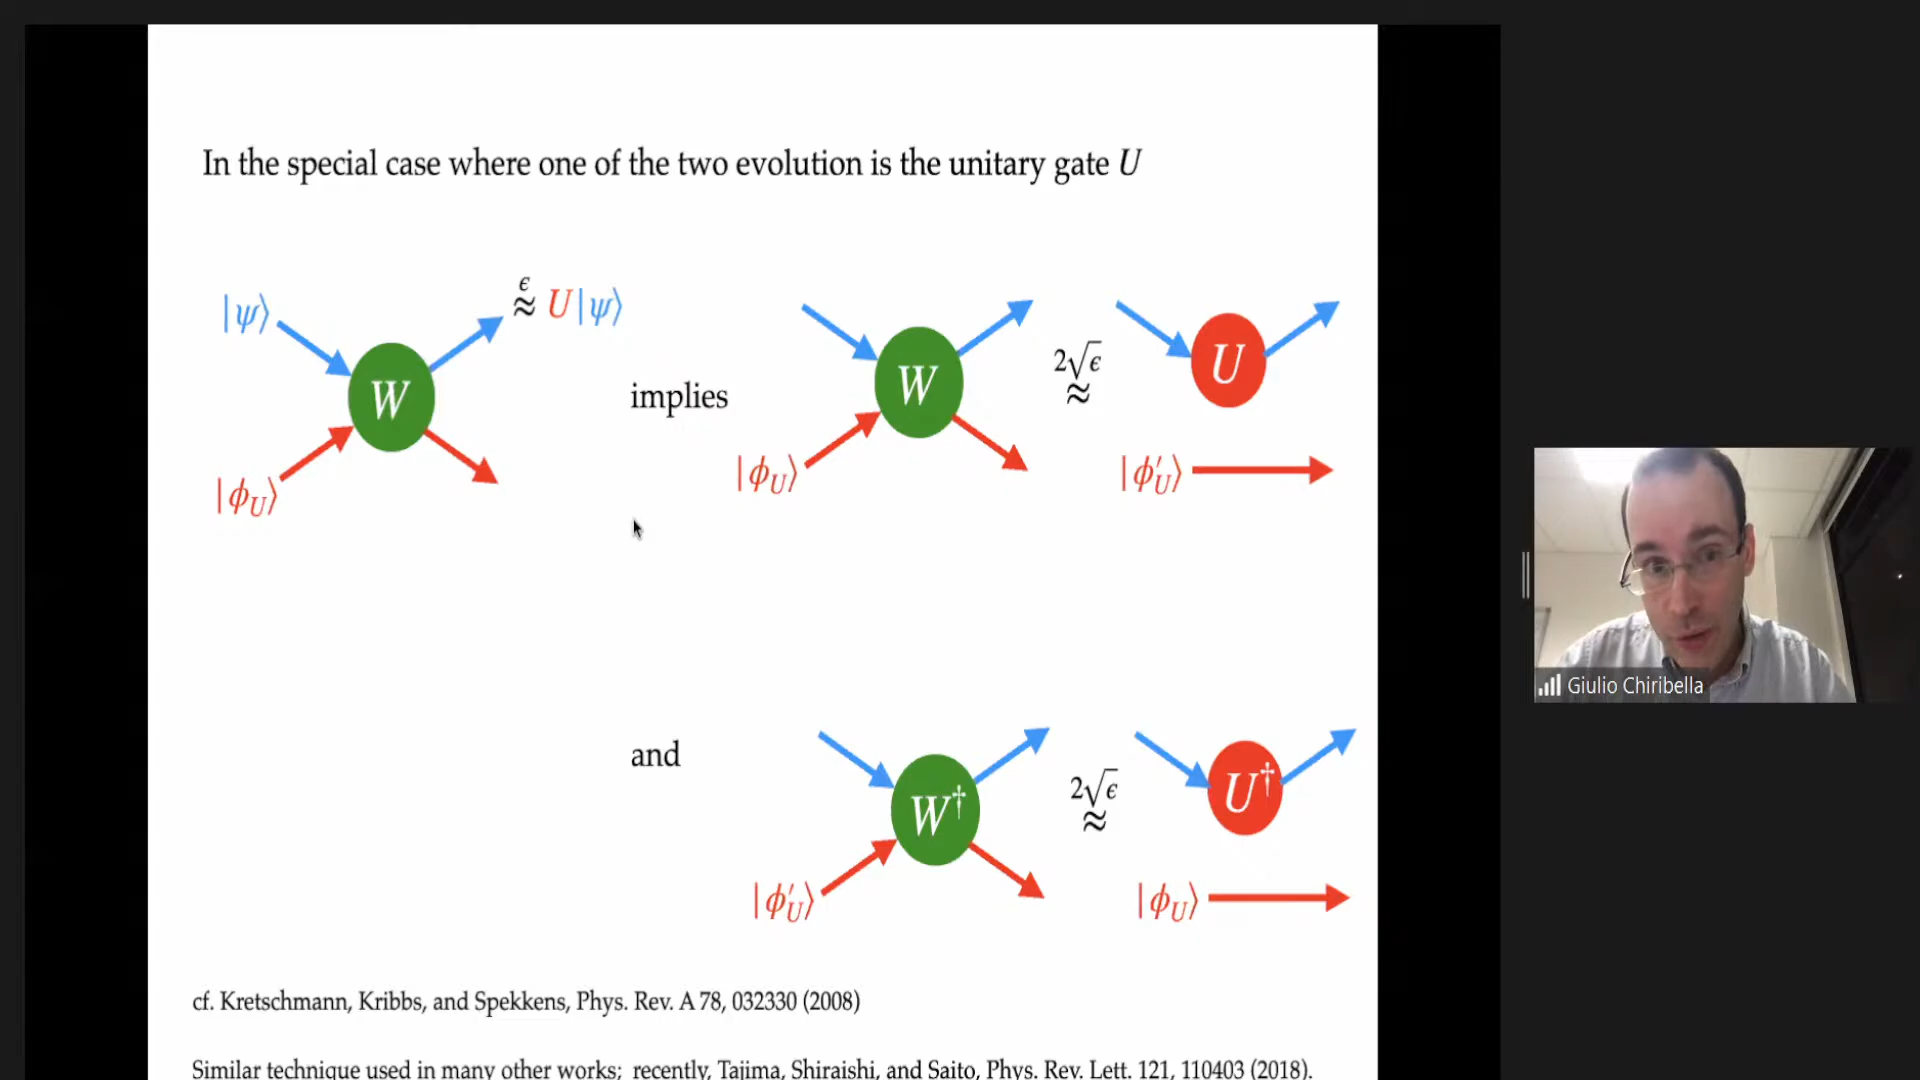 In the special case where one of the two evolution is the unitary gate U
|ψ⟩
W
ϵ
≈ U|ψ⟩
|ϕ_U⟩
implies
W
|ϕ_U⟩
2√ϵ
≈
U
|ϕ′_U⟩
and
W†
|ϕ′_U⟩
2√ϵ
≈
U†
|ϕ_U⟩
cf. Kretschmann, Kribbs, and Spekkens, Phys. Rev. A 78, 032330 (2008)
Similar technique used in many other works; recently, Tajima, Shiraishi, and Saito, Phys. Rev. Lett. 121, 110403 (2018).
Giulio Chiribella